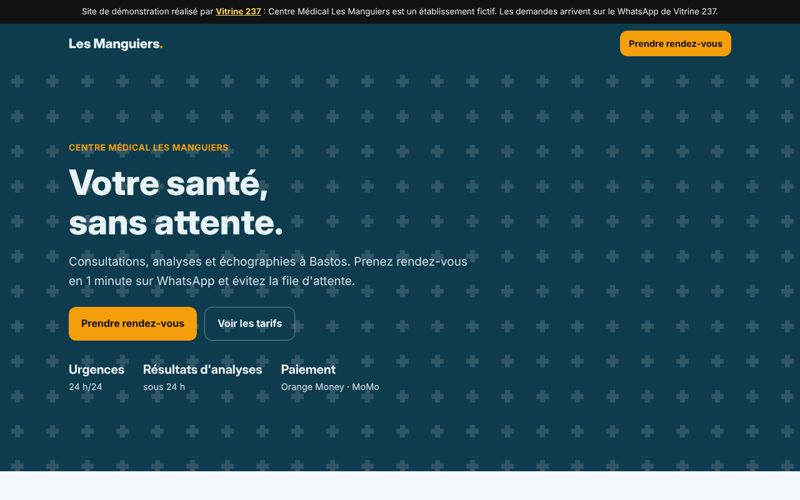 Site de démonstration réalisé par Vitrine 237 : Centre Médical Les Manguiers est un établissement fictif. Les demandes arrivent sur le WhatsApp de Vitrine 237.
Les Manguiers.
Prendre rendez-vous
CENTRE MÉDICAL LES MANGUIERS
Votre santé,
sans attente.
Consultations, analyses et échographies à Bastos. Prenez rendez-vous
en 1 minute sur WhatsApp et évitez la file d'attente.
Prendre rendez-vous
Voir les tarifs
Urgences
24 h/24
Résultats d'analyses
sous 24 h
Paiement
Orange Money · MoMo